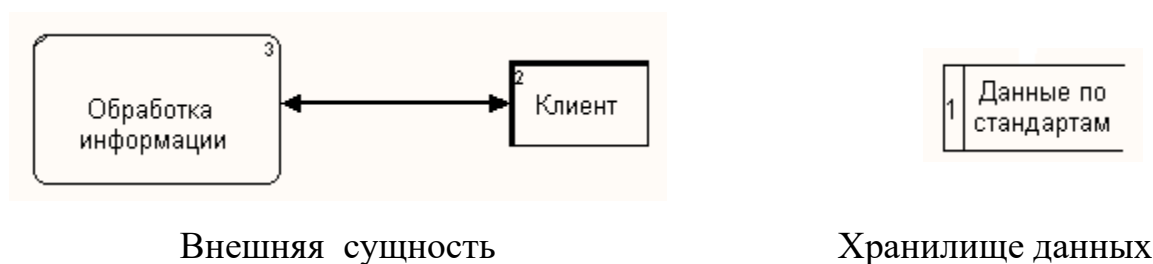 3
Обработка
информации
2
Клиент
1
Данные по
стандартам
Внешняя сущность
Хранилище данных